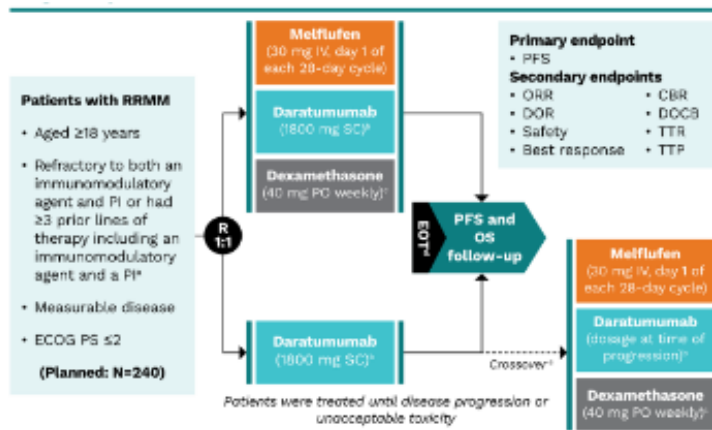 Patients with RRMM
• Aged ≥18 years
• Refractory to both an
immunomodulatory
agent and PI or had
≥3 prior lines of
therapy including an
immunomodulatory
agent and a PIª
• Measurable disease
• ECOG PS ≤2
(Planned: N=240)
R
1:1
Melflufen
(30 mg IV, day 1 of
each 28-day cycle)
Daratumumab
(1800 mg SC)ᵇ
Dexamethasone
(40 mg PO weekly)ᶜ
Daratumumab
(1800 mg SC)ᵇ
EOTᵈ
PFS and
OS
follow-up
Primary endpoint
• PFS
Secondary endpoints
• ORR
• DOR
• Safety
• Best response
• CBR
• DOCB
• TTR
• TTP
Crossover
Melflufen
(30 mg IV, day 1 of
each 28-day cycle)
Daratumumab
(dosage at time of
progression)
Dexamethasone
(40 mg PO weekly)ᶜ
Patients were treated until disease progression or
unacceptable toxicity